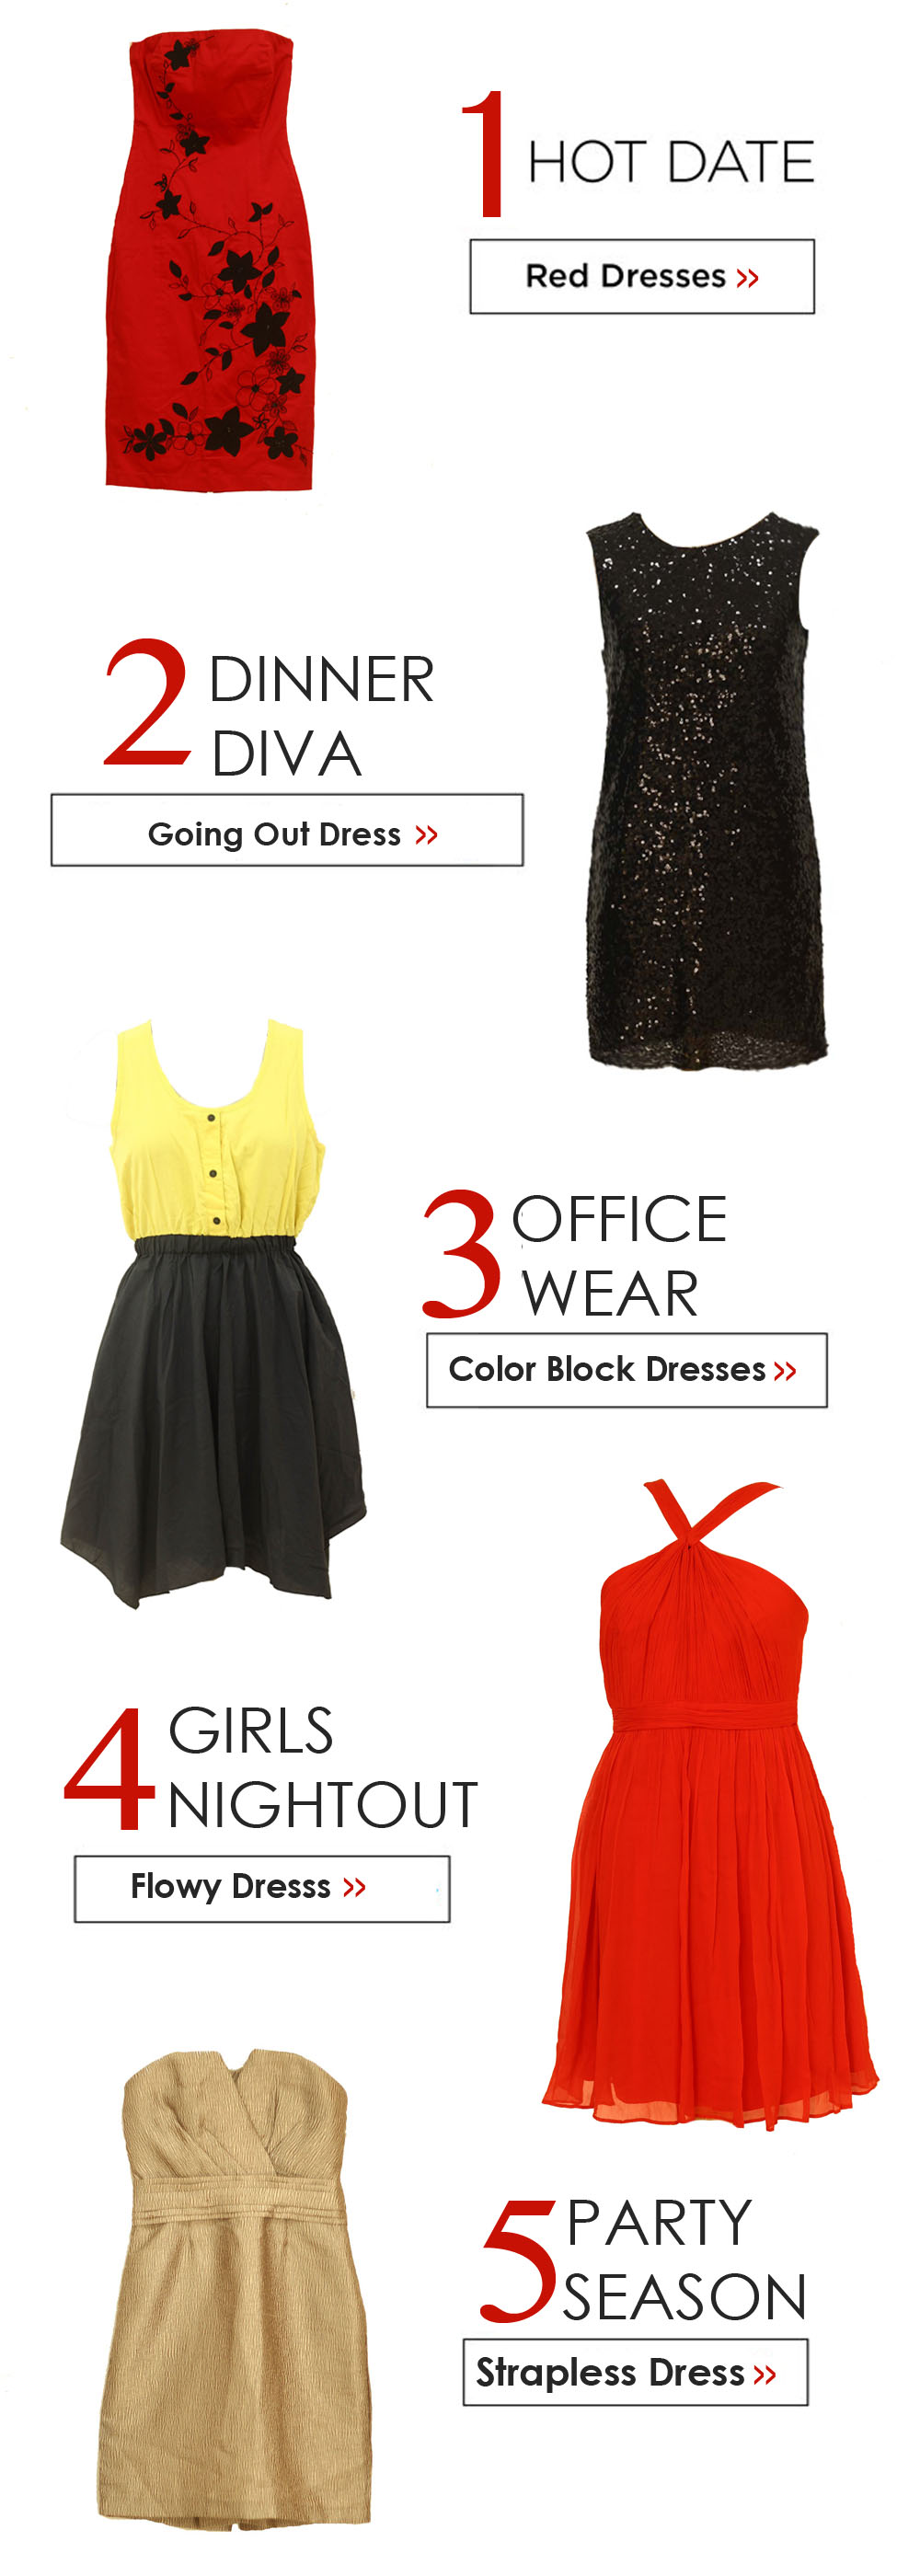 1 HOT DATE
Red Dresses >>
2 DINNER
DIVA
Going Out Dress >>
3 OFFICE
WEAR
Color Block Dresses >>
4 GIRLS
NIGHTOUT
Flowy Dresss >>
5 PARTY
SEASON
Strapless Dress >>